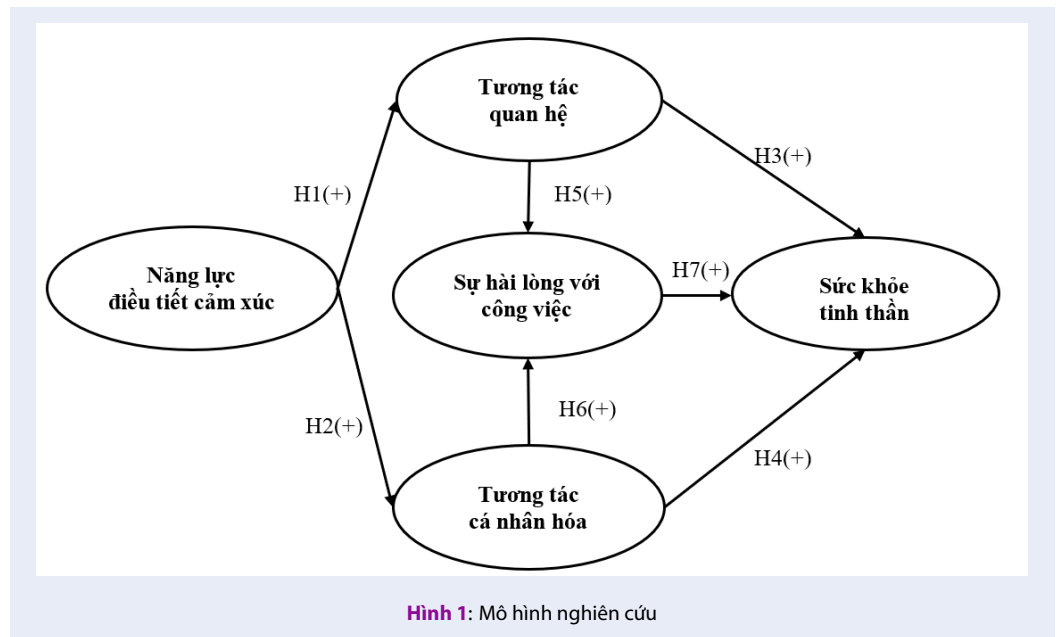 Tương tác
quan hệ
H3(+)
H1(+)
H5(+)
Năng lực
điều tiết cảm xúc
Sự hài lòng với
công việc
H7(+)
Sức khỏe
tinh thần
H2(+)
H6(+)
H4(+)
Tương tác
cá nhân hóa
Hình 1: Mô hình nghiên cứu